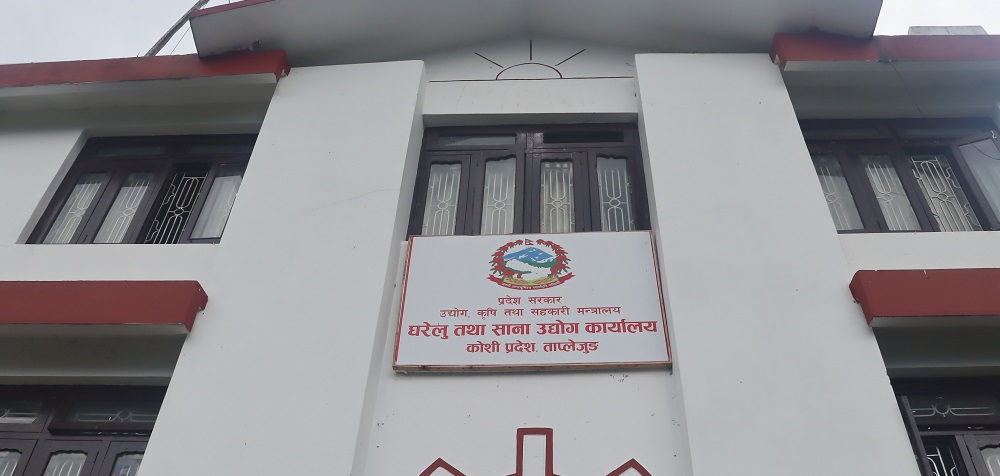 प्रदेश सरकार
उद्योग, कृषि तथा सहकारी मन्त्रालय
घरेलु तथा साना उद्योग कार्यालय
कोशी प्रदेश, ताप्लेजुङ